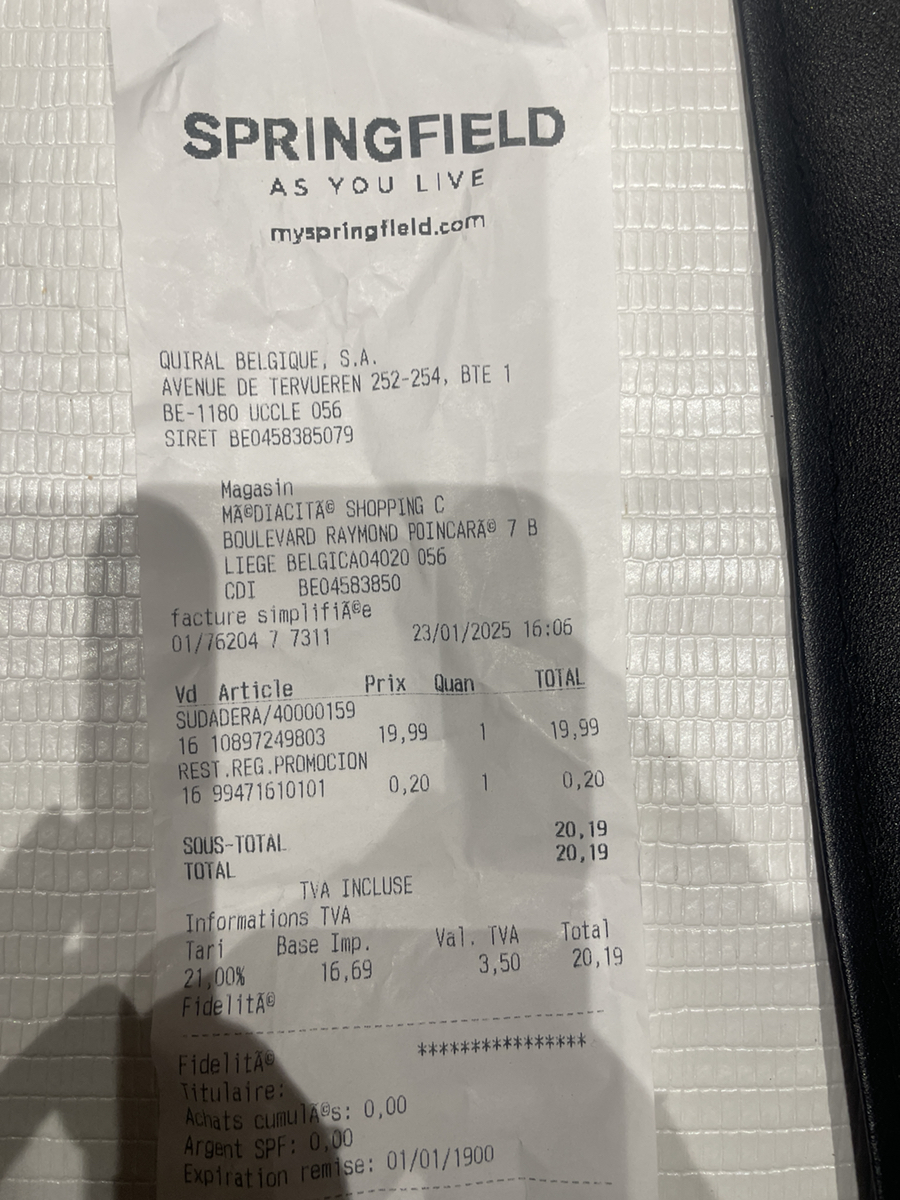 SPRINGFIELD
AS YOU LIVE
myspringfield.com
QUIRAL BELGIQUE, S.A.
AVENUE DE TERVUEREN 252-254, BTE 1
BE-1180 UCCLE 056
SIRET BE0458385079
Magasin
MÃ©DIACITÃ© SHOPPING C
BOULEVARD RAYMOND POINCARÃ© 7 B
LIEGE BELGICA04020 056
CDI BE04583850
facture simplifiÃ©e
01/76204 7 7311 23/01/2025 16:06
Vd Article Prix Quan TOTAL
SUDADERA/40000159
16 10897249803 19,99 1 19,99
REST.REG.PROMOCION
16 99471610101 0,20 1 0,20
SOUS-TOTAL 20,19
TOTAL 20,19
TVA INCLUSE
Informations TVA
Tari Base Imp. Val. TVA Total
21,00% 16,69 3,50 20,19
FidelitÃ©
----------------------------------------
FidelitÃ© ****************
Titulaire:
Achats cumulÃ©s: 0,00
Argent SPF: 0,00
Expiration remise: 01/01/1900
----------------------------------------